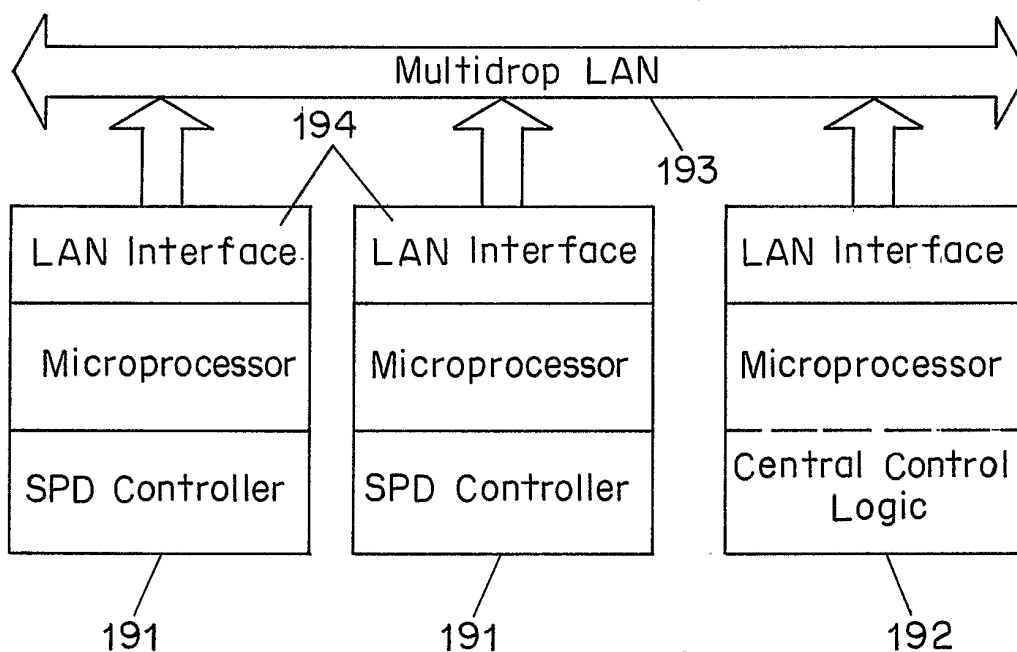 Multidrop LAN
194
193
LAN Interface
LAN Interface
LAN Interface
Microprocessor
Microprocessor
Microprocessor
SPD Controller
SPD Controller
Central Control
Logic
191
191
192